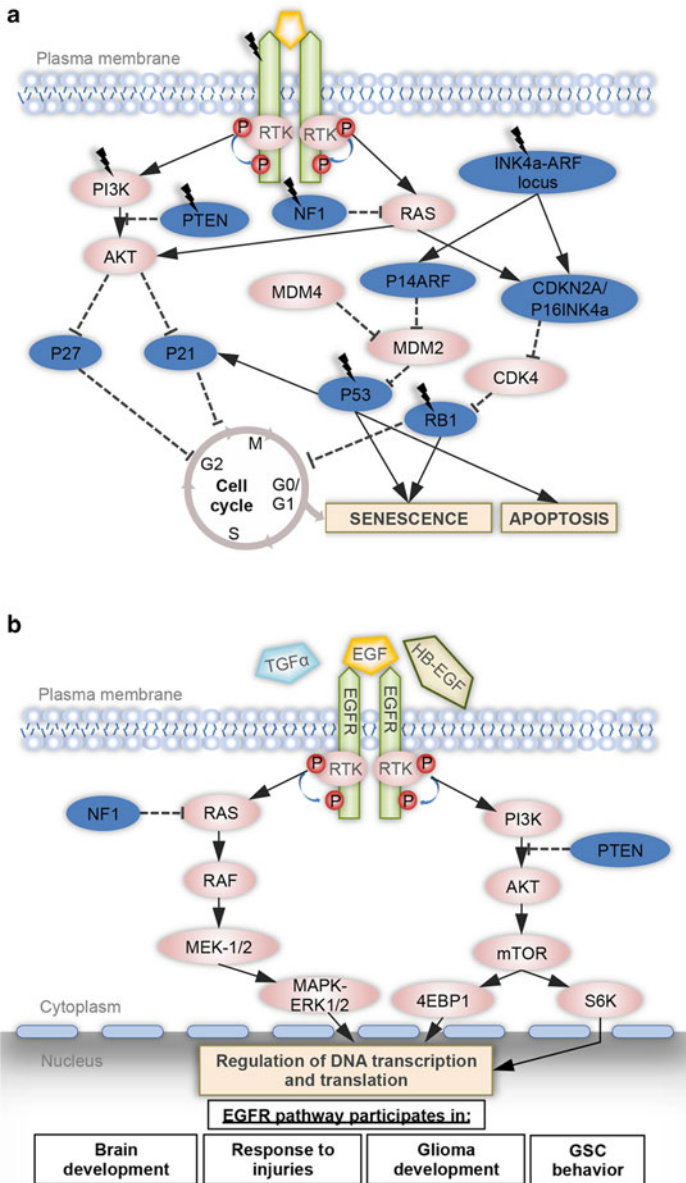 a
Plasma membrane
P
RTK
RTK
P
P
P
PI3K
PTEN
NF1
RAS
INK4a-ARF
locus
AKT
MDM4
P14ARF
CDKN2A/
P16INK4a
P27
P21
MDM2
CDK4
P53
RB1
M
G2
Cell
cycle
G0/
G1
S
SENESCENCE
APOPTOSIS
b
TGFα
EGF
HB-EGF
Plasma membrane
EGFR
EGFR
P
RTK
RTK
P
P
P
NF1
RAS
PI3K
PTEN
RAF
AKT
MEK-1/2
mTOR
MAPK-
ERK1/2
4EBP1
S6K
Cytoplasm
Nucleus
Regulation of DNA transcription
and translation
EGFR pathway participates in:
Brain
development
Response to
injuries
Glioma
development
GSC
behavior